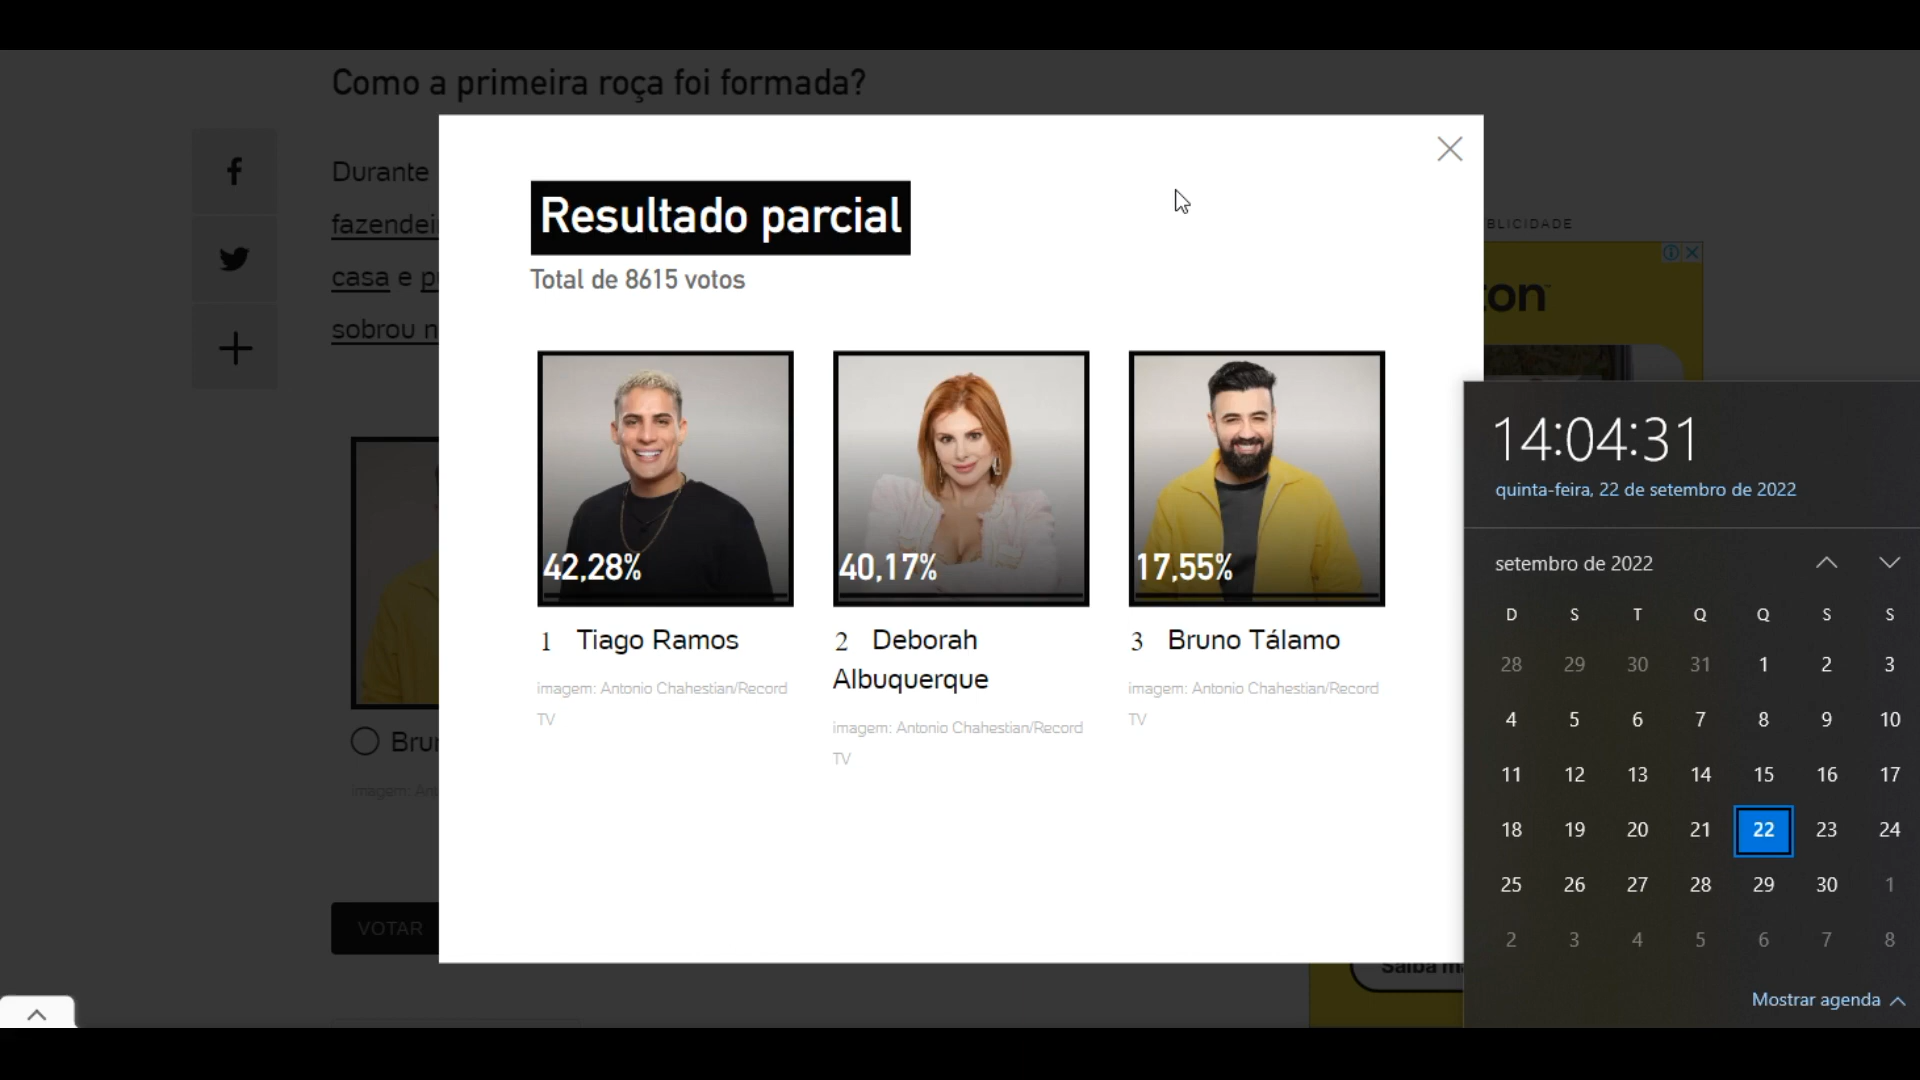 Como a primeira roça foi formada?
Durante
fazendei
casa e p
sobrou n
Resultado parcial
Total de 8615 votos
42,28%
40,17%
17,55%
1 Tiago Ramos
imagem: Antonio Chahestian/Record
TV
2 Deborah
Albuquerque
imagem: Antonio Chahestian/Record
TV
3 Bruno Tálamo
imagem: Antonio Chahestian/Record
TV
Bru
imagem: Ant
VOTAR
BLICIDADE
ton
Saiba m
14:04:31
quinta-feira, 22 de setembro de 2022
setembro de 2022
D S T Q Q S S
28 29 30 31 1 2 3
4 5 6 7 8 9 10
11 12 13 14 15 16 17
18 19 20 21 22 23 24
25 26 27 28 29 30 1
2 3 4 5 6 7 8
Mostrar agenda